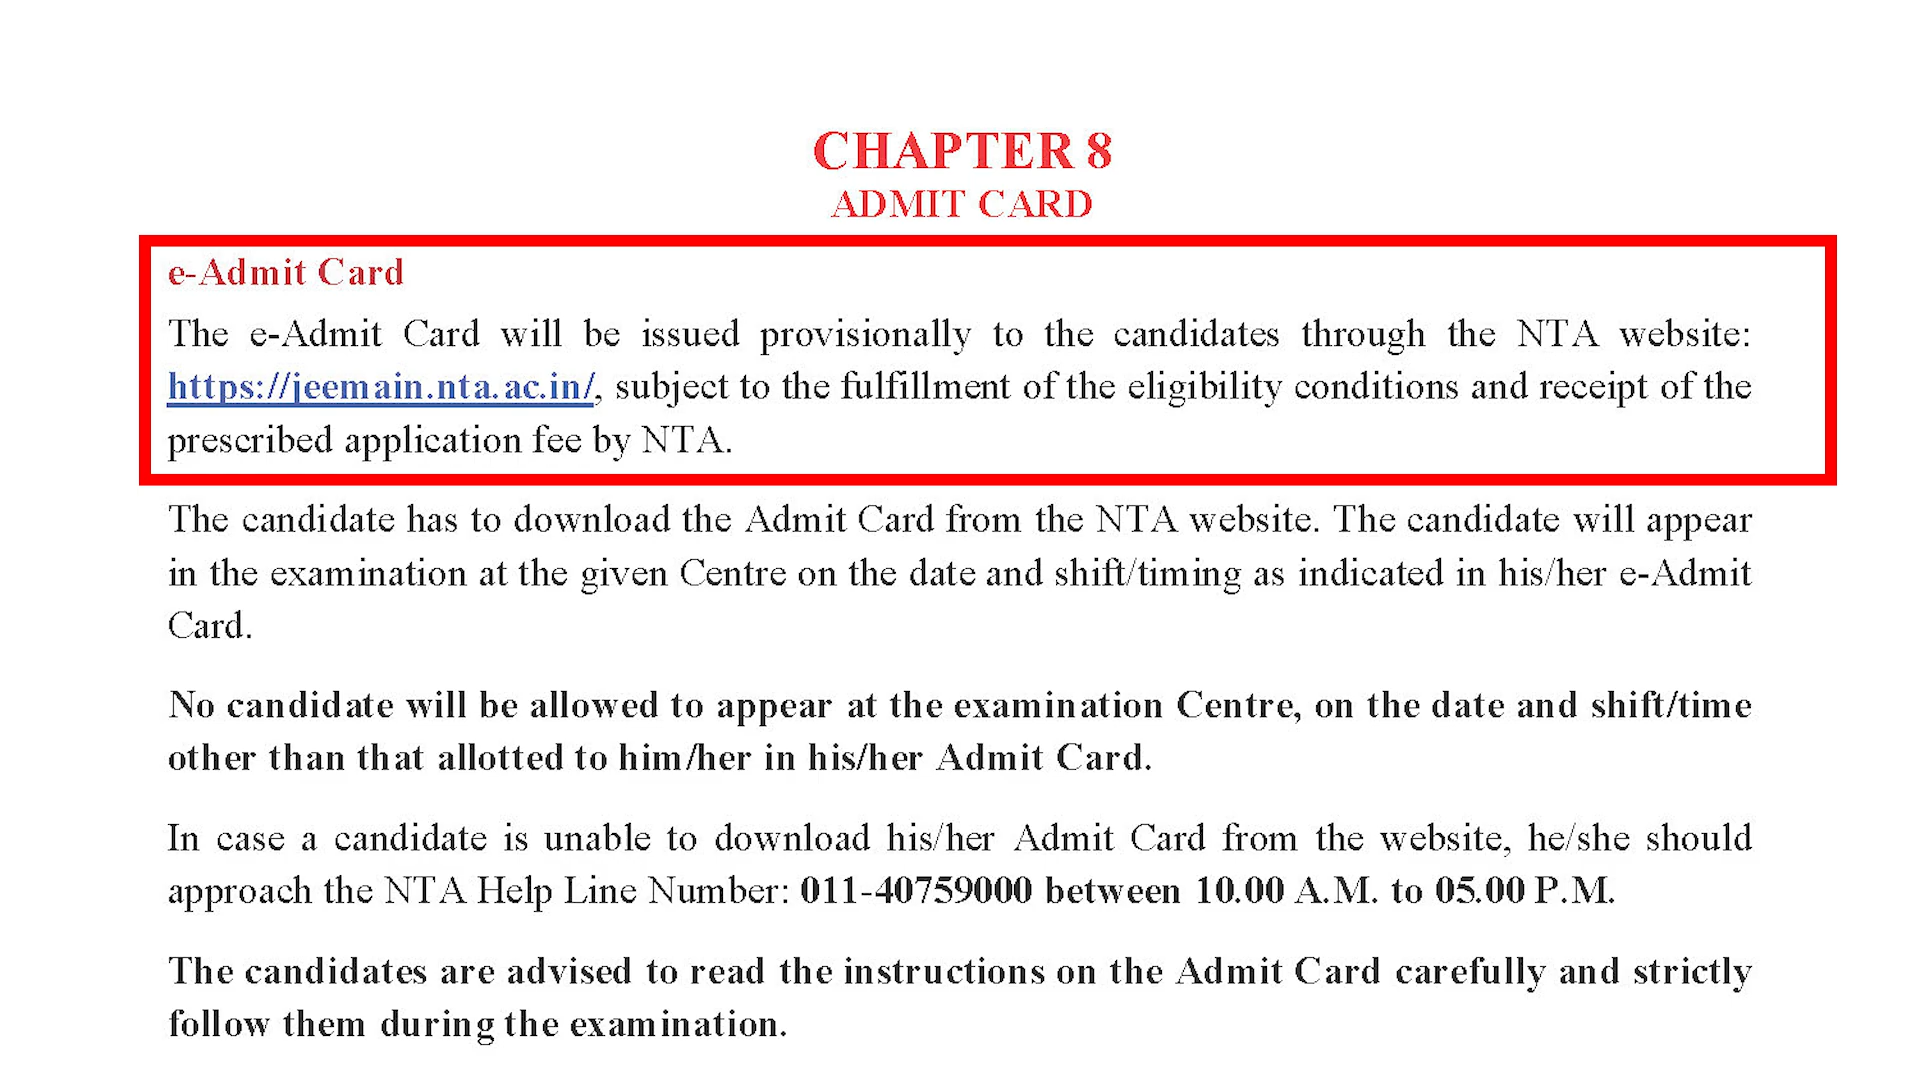 CHAPTER 8
ADMIT CARD
e-Admit Card
The e-Admit Card will be issued provisionally to the candidates through the NTA website:
https://jeemain.nta.ac.in/, subject to the fulfillment of the eligibility conditions and receipt of the
prescribed application fee by NTA.
The candidate has to download the Admit Card from the NTA website. The candidate will appear
in the examination at the given Centre on the date and shift/timing as indicated in his/her e-Admit
Card.
No candidate will be allowed to appear at the examination Centre, on the date and shift/time
other than that allotted to him/her in his/her Admit Card.
In case a candidate is unable to download his/her Admit Card from the website, he/she should
approach the NTA Help Line Number: 011-40759000 between 10.00 A.M. to 05.00 P.M.
The candidates are advised to read the instructions on the Admit Card carefully and strictly
follow them during the examination.